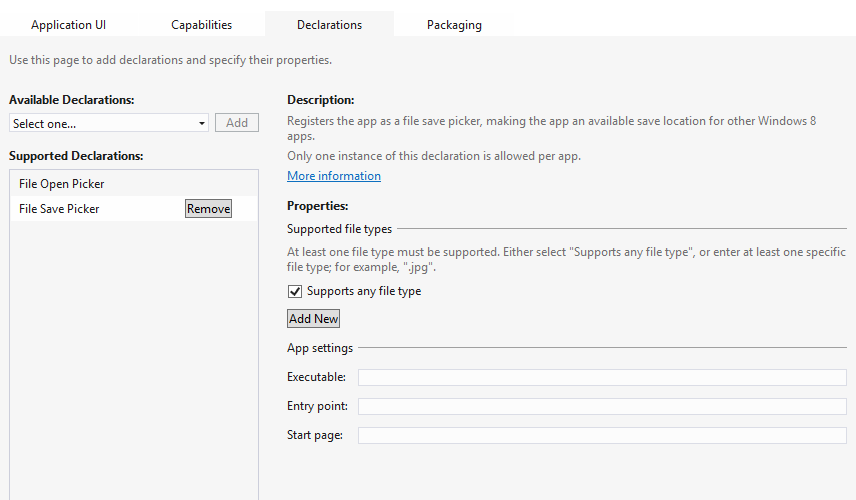 Application UI
Capabilities
Declarations
Packaging
Use this page to add declarations and specify their properties.
Available Declarations:
Select one...
Add
Supported Declarations:
File Open Picker
File Save Picker
Remove
Description:
Registers the app as a file save picker, making the app an available save location for other Windows 8
apps.
Only one instance of this declaration is allowed per app.
More information
Properties:
Supported file types
At least one file type must be supported. Either select "Supports any file type", or enter at least one specific
file type; for example, ".jpg".
Supports any file type
Add New
App settings
Executable:
Entry point:
Start page: